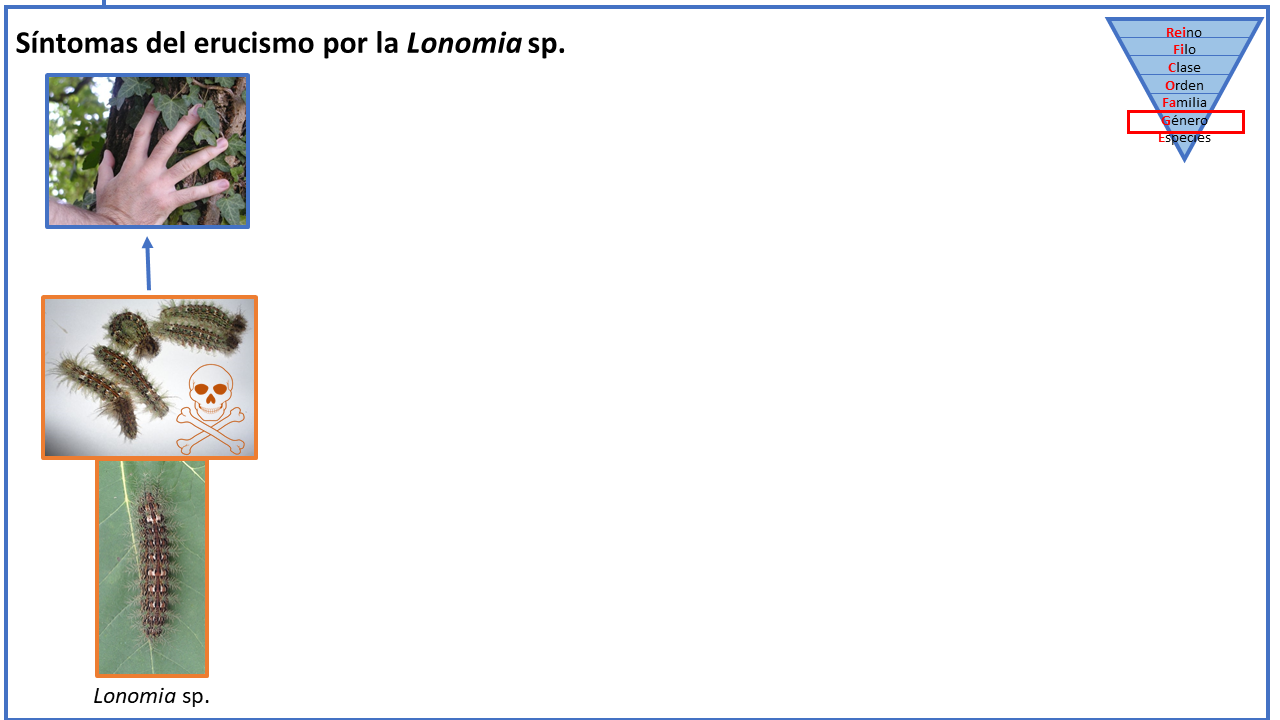 Síntomas del erucismo por la Lonomia sp.
Reino
Filo
Clase
Orden
Familia
Género
Especies
Lonomia sp.